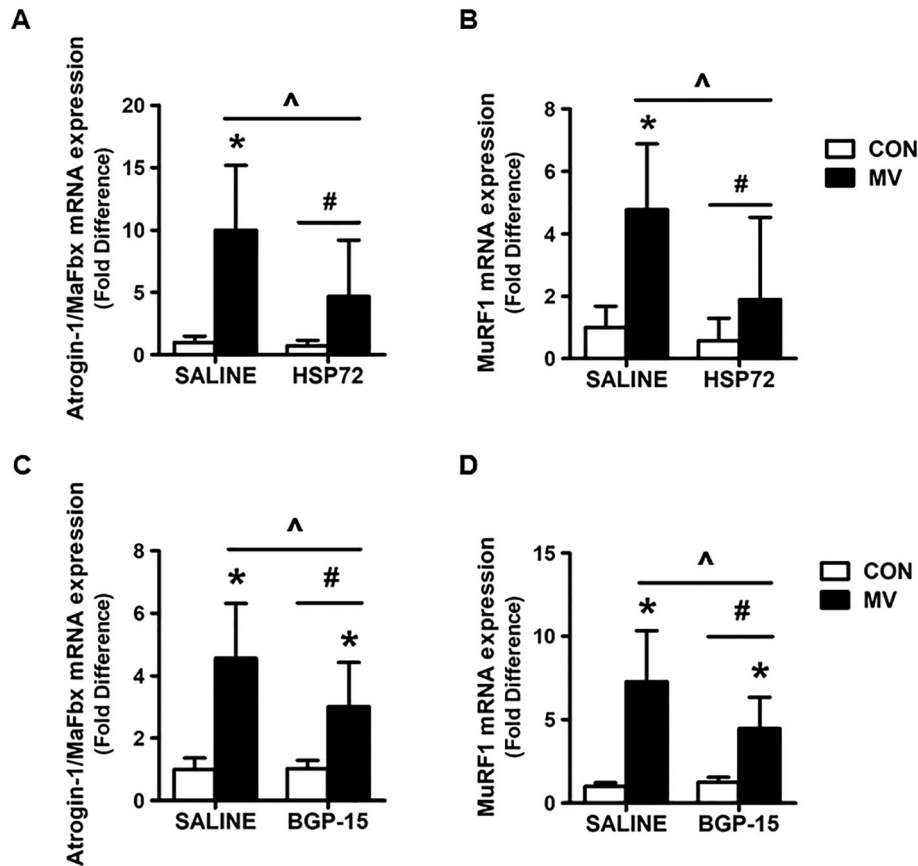 A
Atrogin-1/MaFbx mRNA expression
(Fold Difference)
20
15
10
5
0
^
*
#
SALINE
HSP72
B
MuRF1 mRNA expression
(Fold Difference)
8
6
4
2
0
^
*
#
SALINE
HSP72
CON
MV
C
Atrogin-1/MaFbx mRNA expression
(Fold Difference)
8
6
4
2
0
^
*
#
*
SALINE
BGP-15
D
MuRF1 mRNA expression
(Fold Difference)
15
10
5
0
^
*
#
*
SALINE
BGP-15
CON
MV